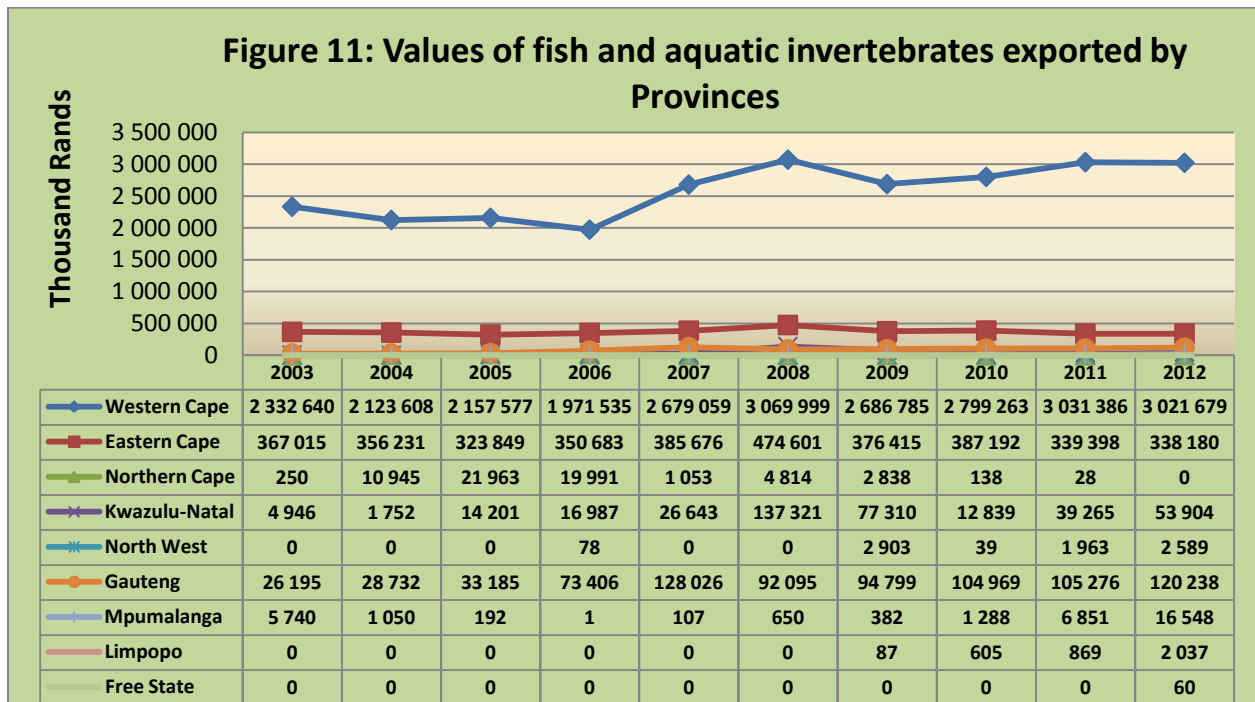 Figure 11: Values of fish and aquatic invertebrates exported by
Provinces
Thousand Rands
3 500 000
3 000 000
2 500 000
2 000 000
1 500 000
1 000 000
500 000
0
2003 2004 2005 2006 2007 2008 2009 2010 2011 2012
Western Cape 2 332 640 2 123 608 2 157 577 1 971 535 2 679 059 3 069 999 2 686 785 2 799 263 3 031 386 3 021 679
Eastern Cape 367 015 356 231 323 849 350 683 385 676 474 601 376 415 387 192 339 398 338 180
Northern Cape 250 10 945 21 963 19 991 1 053 4 814 2 838 138 28 0
Kwazulu-Natal 4 946 1 752 14 201 16 987 26 643 137 321 77 310 12 839 39 265 53 904
North West 0 0 0 78 0 0 2 903 39 1 963 2 589
Gauteng 26 195 28 732 33 185 73 406 128 026 92 095 94 799 104 969 105 276 120 238
Mpumalanga 5 740 1 050 192 1 107 650 382 1 288 6 851 16 548
Limpopo 0 0 0 0 0 0 87 605 869 2 037
Free State 0 0 0 0 0 0 0 0 0 60